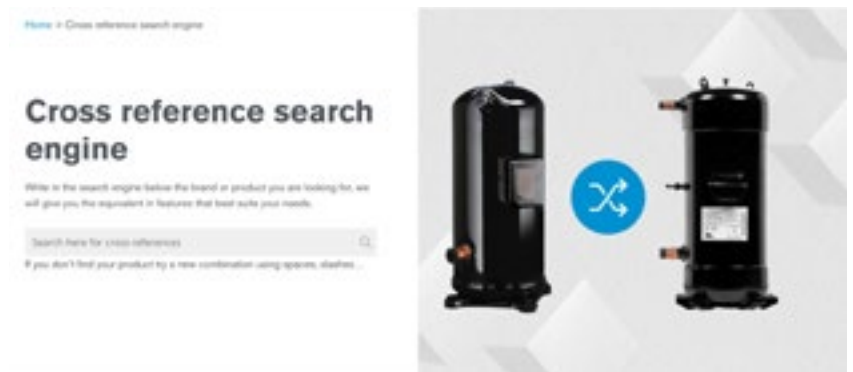 Home > Cross reference search engine
Cross reference search
engine
Write in the search engine below the brand or product you are looking for, we
will give you the equivalent in features that best suits your needs.
Search here for cross references
If you don't find your product try a new combination using spaces, slashes...